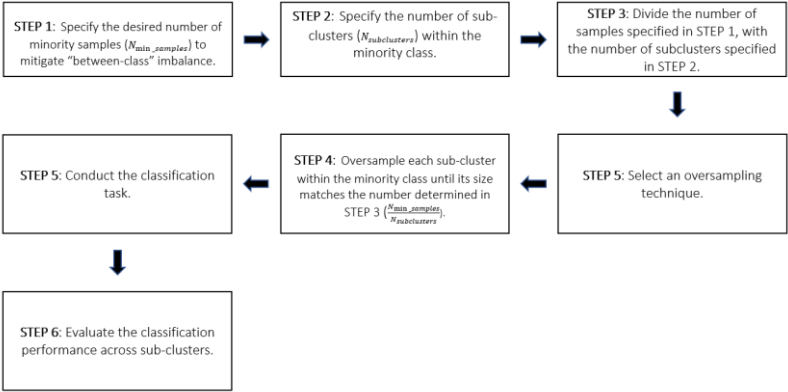 STEP 1: Specify the desired number of
minority samples (N_min_samples) to
mitigate “between-class” imbalance.
STEP 2: Specify the number of sub-
clusters (N_subclusters) within the
minority class.
STEP 3: Divide the number of
samples specified in STEP 1, with
the number of subclusters specified
in STEP 2.
STEP 5: Select an oversampling
technique.
STEP 4: Oversample each sub-cluster
within the minority class until its size
matches the number determined in
STEP 3 (N_min_samples/N_subclusters).
STEP 5: Conduct the classification
task.
STEP 6: Evaluate the classification
performance across sub-clusters.